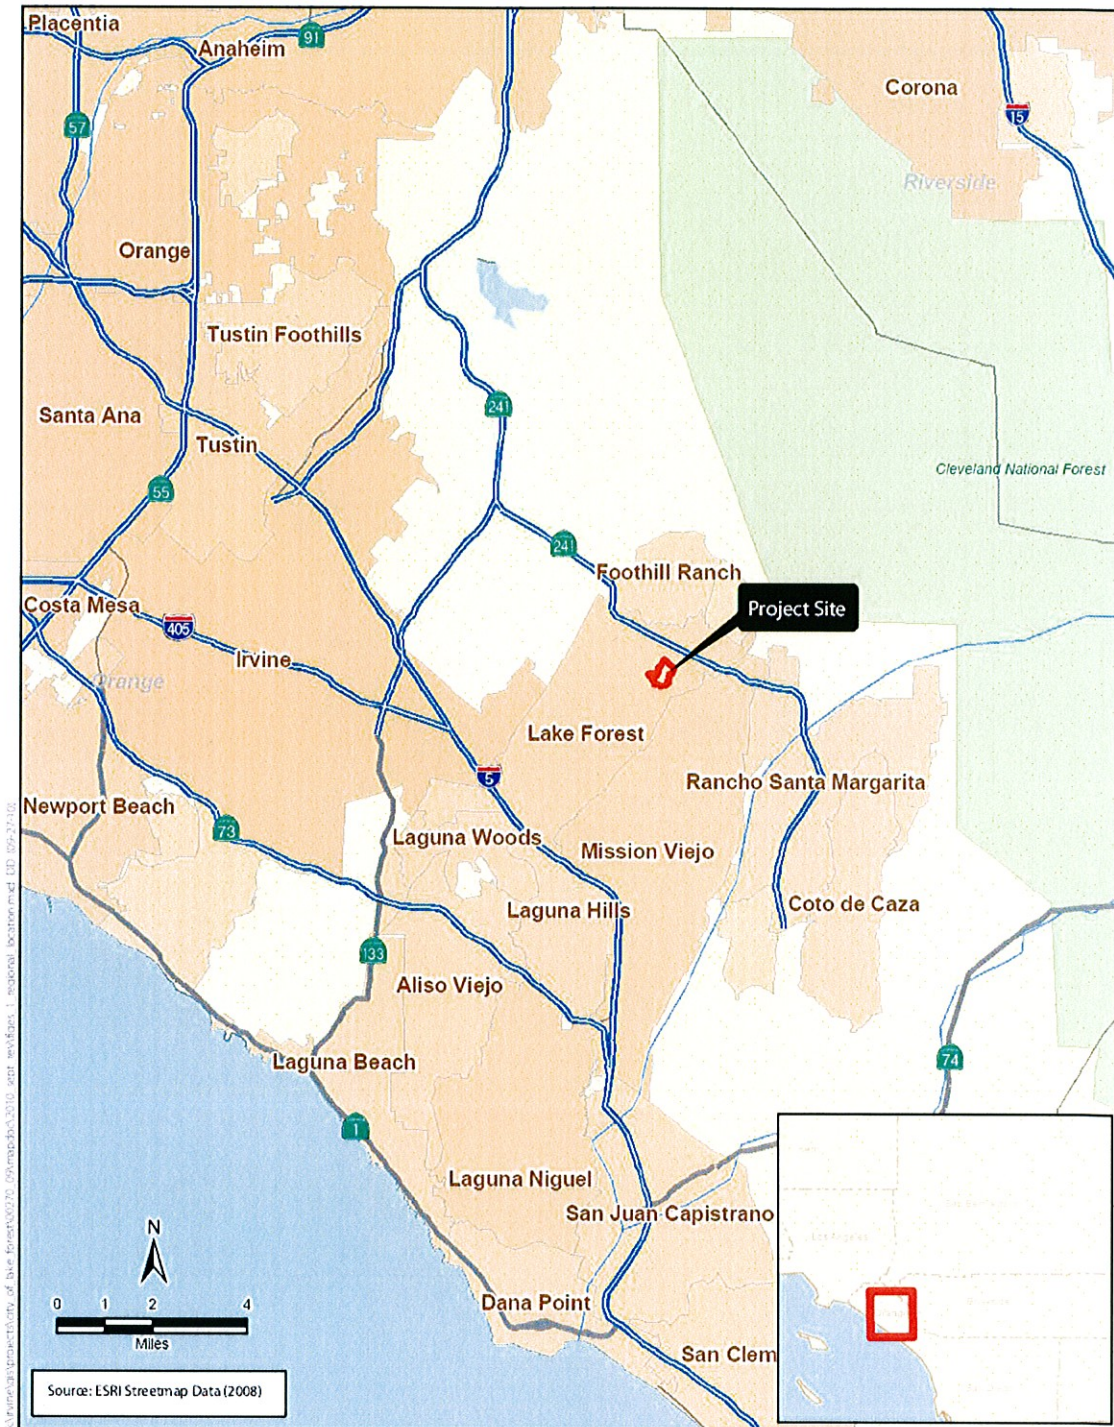 Placentia
Anaheim
91
Corona
15
57
Riverside
Orange
Tustin Foothills
Santa Ana
241
Tustin
Cleveland National Forest
55
241
Foothill Ranch
Costa Mesa
Project Site
405
Irvine
Orange
Lake Forest
5
Rancho Santa Margarita
Newport Beach
73
Laguna Woods
Mission Viejo
Laguna Hills
Coto de Caza
133
Aliso Viejo
74
Laguna Beach
1
Laguna Niguel
San Juan Capistrano
N
0 1 2 4
Miles
Dana Point
San Clem
Source: ESRI Streetmap Data (2008)